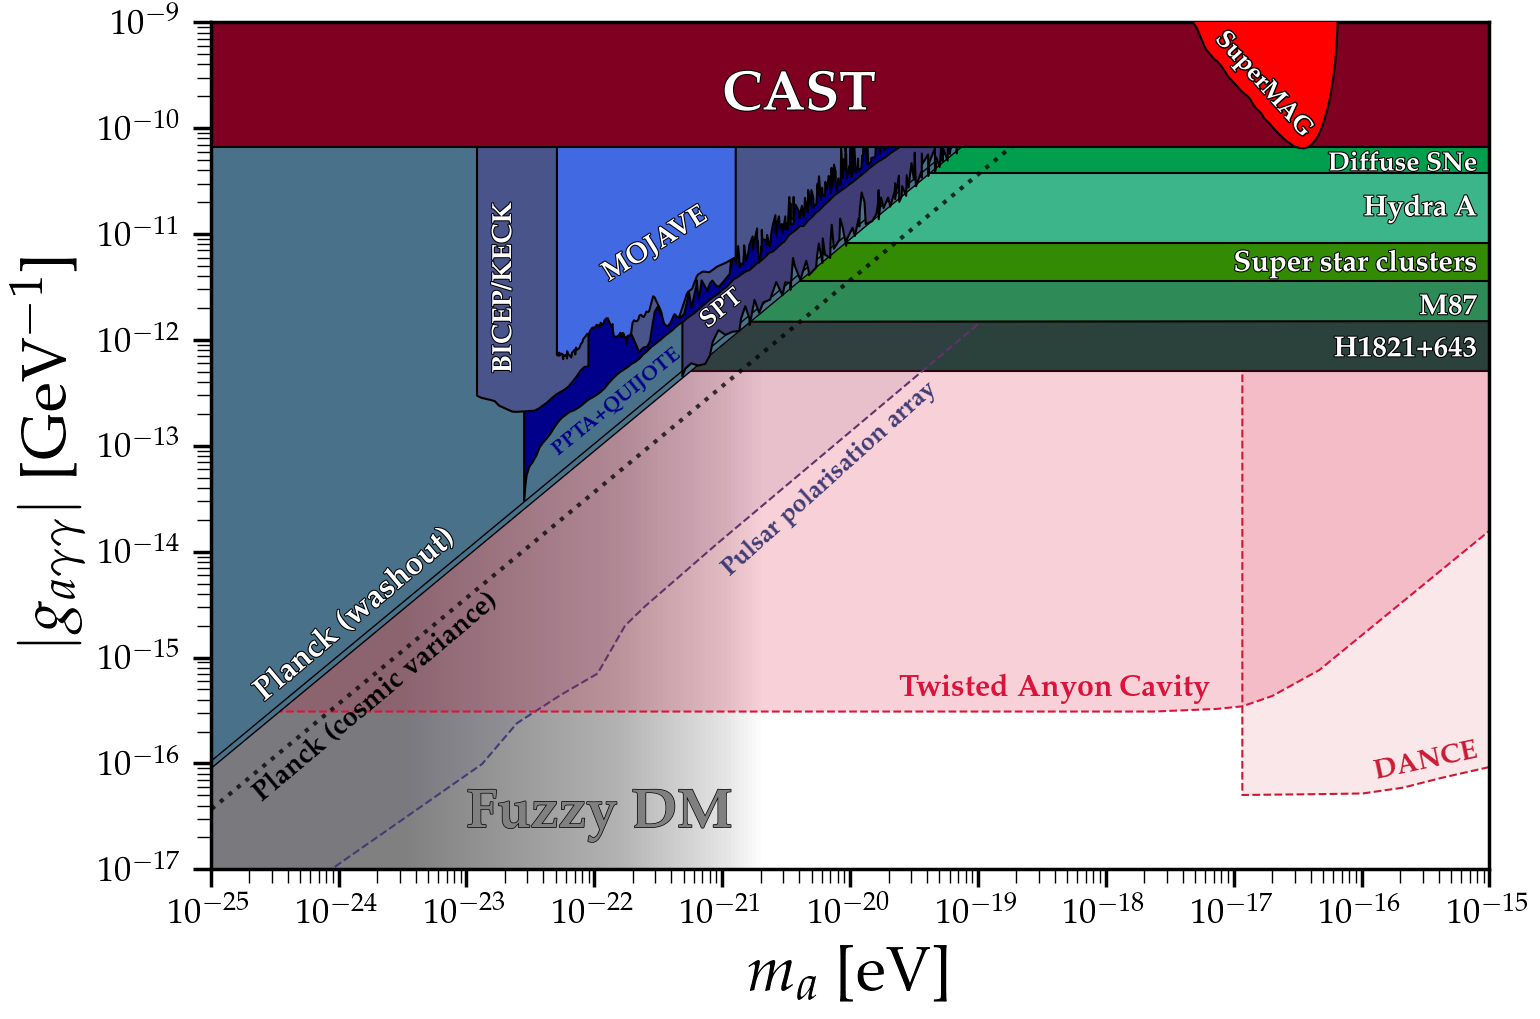 10⁻⁹
10⁻¹⁰
10⁻¹¹
10⁻¹²
10⁻¹³
10⁻¹⁴
10⁻¹⁵
10⁻¹⁶
10⁻¹⁷
|g_{aγγ}| [GeV⁻¹]
CAST
SuperMAG
Diffuse SNe
Hydra A
Super star clusters
M87
H1821+643
BICEP/KECK
MOJAVE
SPT
PPTA+QUIJOTE
Pulsar polarisation array
Planck (washout)
Planck (cosmic variance)
Twisted Anyon Cavity
DANCE
Fuzzy DM
10⁻²⁵ 10⁻²⁴ 10⁻²³ 10⁻²² 10⁻²¹ 10⁻²⁰ 10⁻¹⁹ 10⁻¹⁸ 10⁻¹⁷ 10⁻¹⁶ 10⁻¹⁵
mₐ [eV]